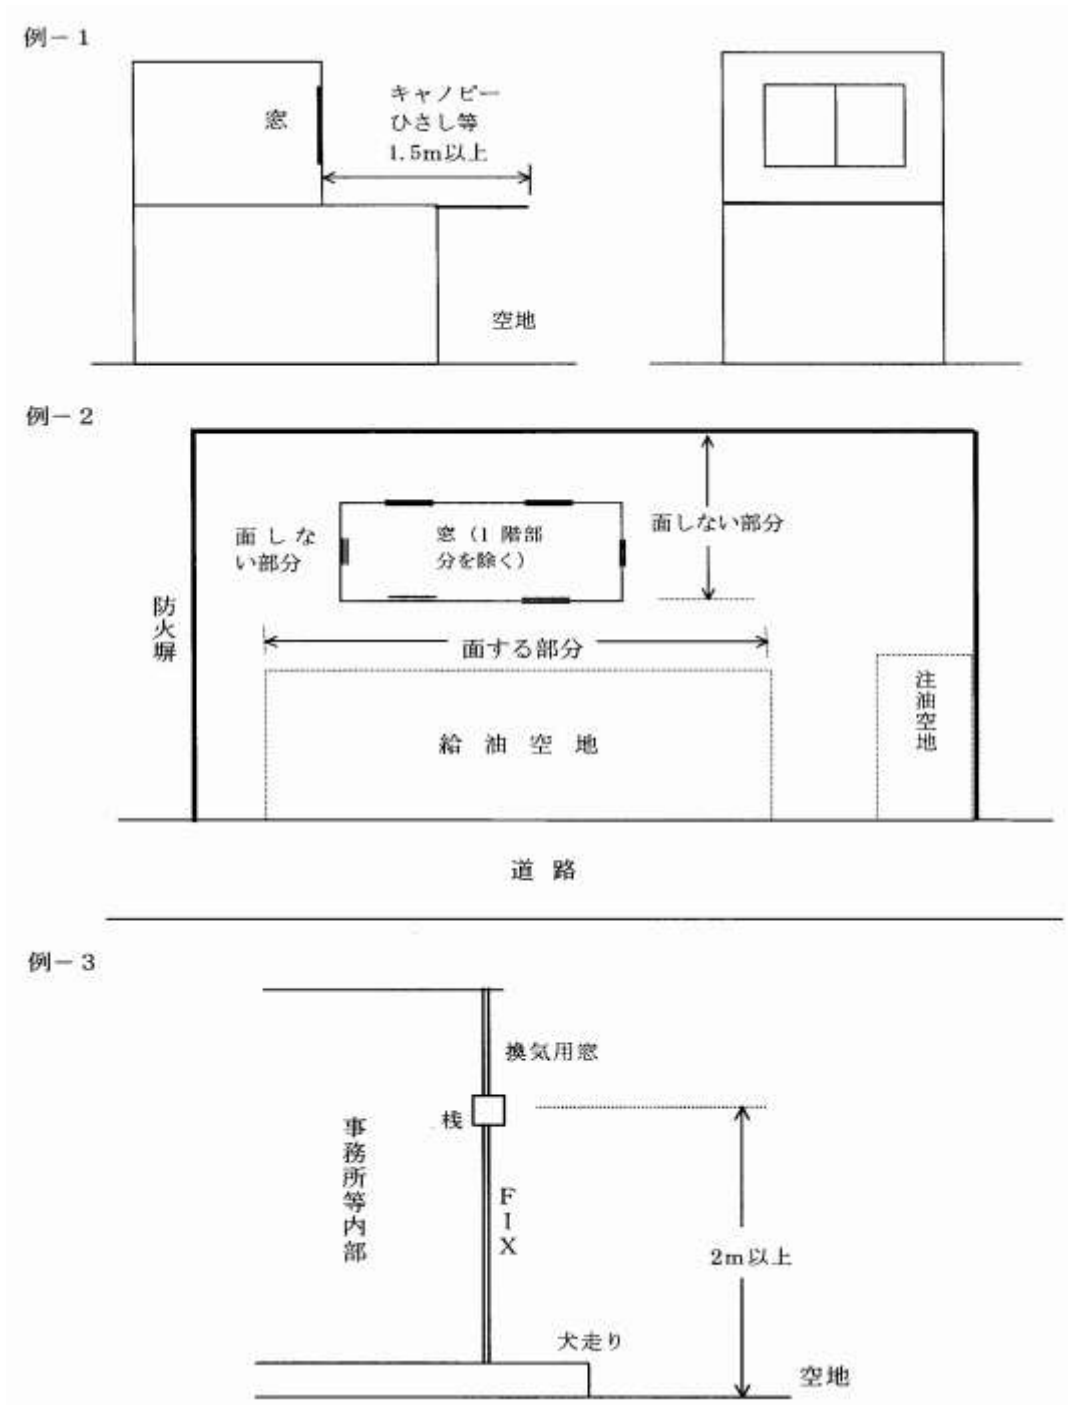 例－1
窓
キャノピー
ひさし等
1.5m以上
空地
例－2
面しな
い部分
窓（1 階部
分を除く）
面しない部分
防火塀
面する部分
給油空地
注油空地
道路
例－3
換気用窓
桟
事務所等内部
FIX
2m以上
犬走り
空地